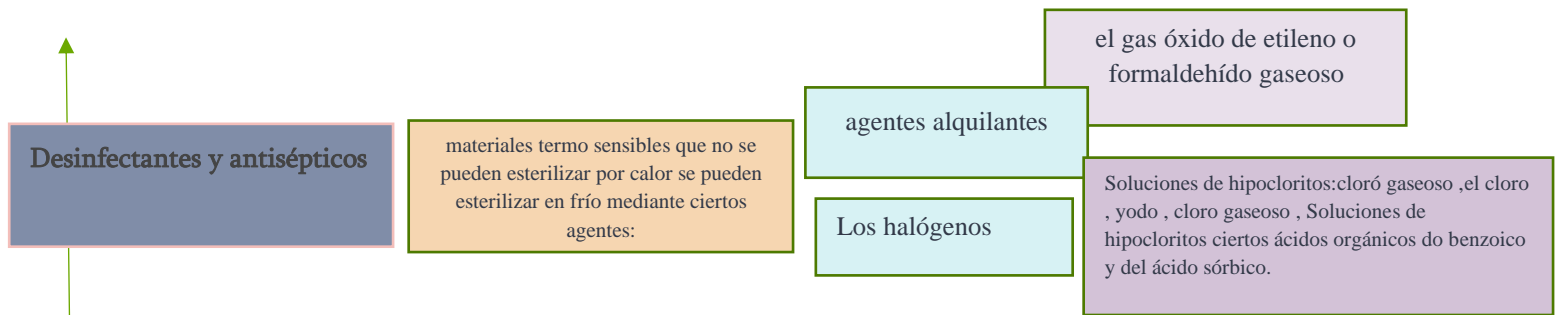 Desinfectantes y antisépticos
materiales termo sensibles que no se
pueden esterilizar por calor se pueden
esterilizar en frío mediante ciertos
agentes:
agentes alquilantes
el gas óxido de etileno o
formaldehído gaseoso
Los halógenos
Soluciones de hipocloritos:cloró gaseoso ,el cloro
, yodo , cloro gaseoso , Soluciones de
hipocloritos ciertos ácidos orgánicos do benzoico
y del ácido sórbico.